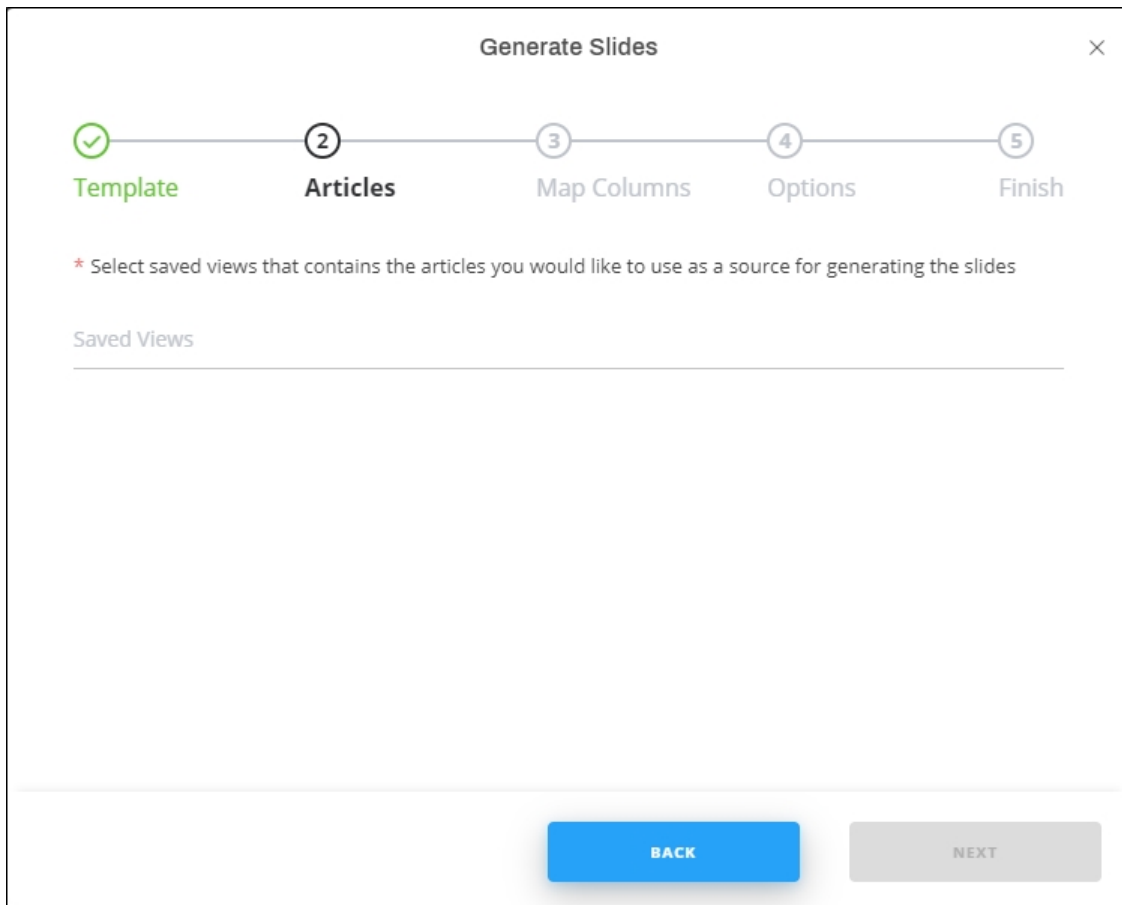 Generate Slides
2
3
4
5
Template
Articles
Map Columns
Options
Finish
* Select saved views that contains the articles you would like to use as a source for generating the slides
Saved Views
BACK
NEXT